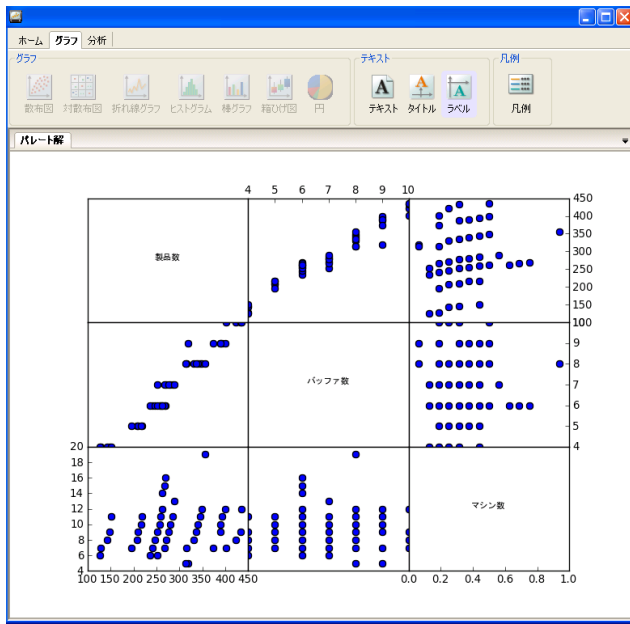 ホーム グラフ 分析
グラフ テキスト 凡例
散布図 対散布図 折れ線グラフ ヒストグラム 棒グラフ 箱ひげ図 円 テキスト タイトル ラベル 凡例
パレート解
4 5 6 7 8 9 10
製品数
450
400
350
300
250
200
150
100
バッファ数
10
9
8
7
6
5
4
20
18
16
14
12
10
8
6
4
マシン数
100 150 200 250 300 350 400 450
0.0 0.2 0.4 0.6 0.8 1.0